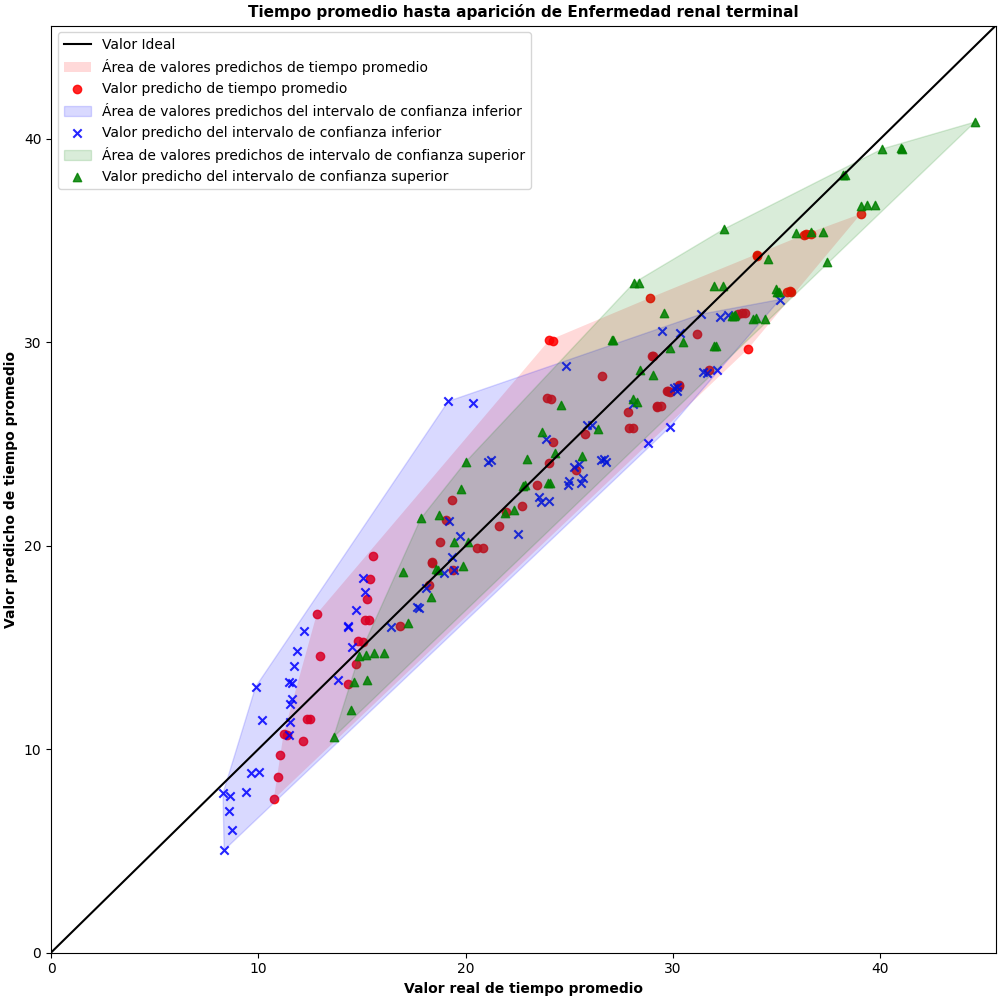 Tiempo promedio hasta aparición de Enfermedad renal terminal
Valor Ideal
Área de valores predichos de tiempo promedio
Valor predicho de tiempo promedio
Área de valores predichos del intervalo de confianza inferior
Valor predicho del intervalo de confianza inferior
Área de valores predichos de intervalo de confianza superior
Valor predicho del intervalo de confianza superior
Valor predicho de tiempo promedio
40
30
20
10
0
0 10 20 30 40
Valor real de tiempo promedio